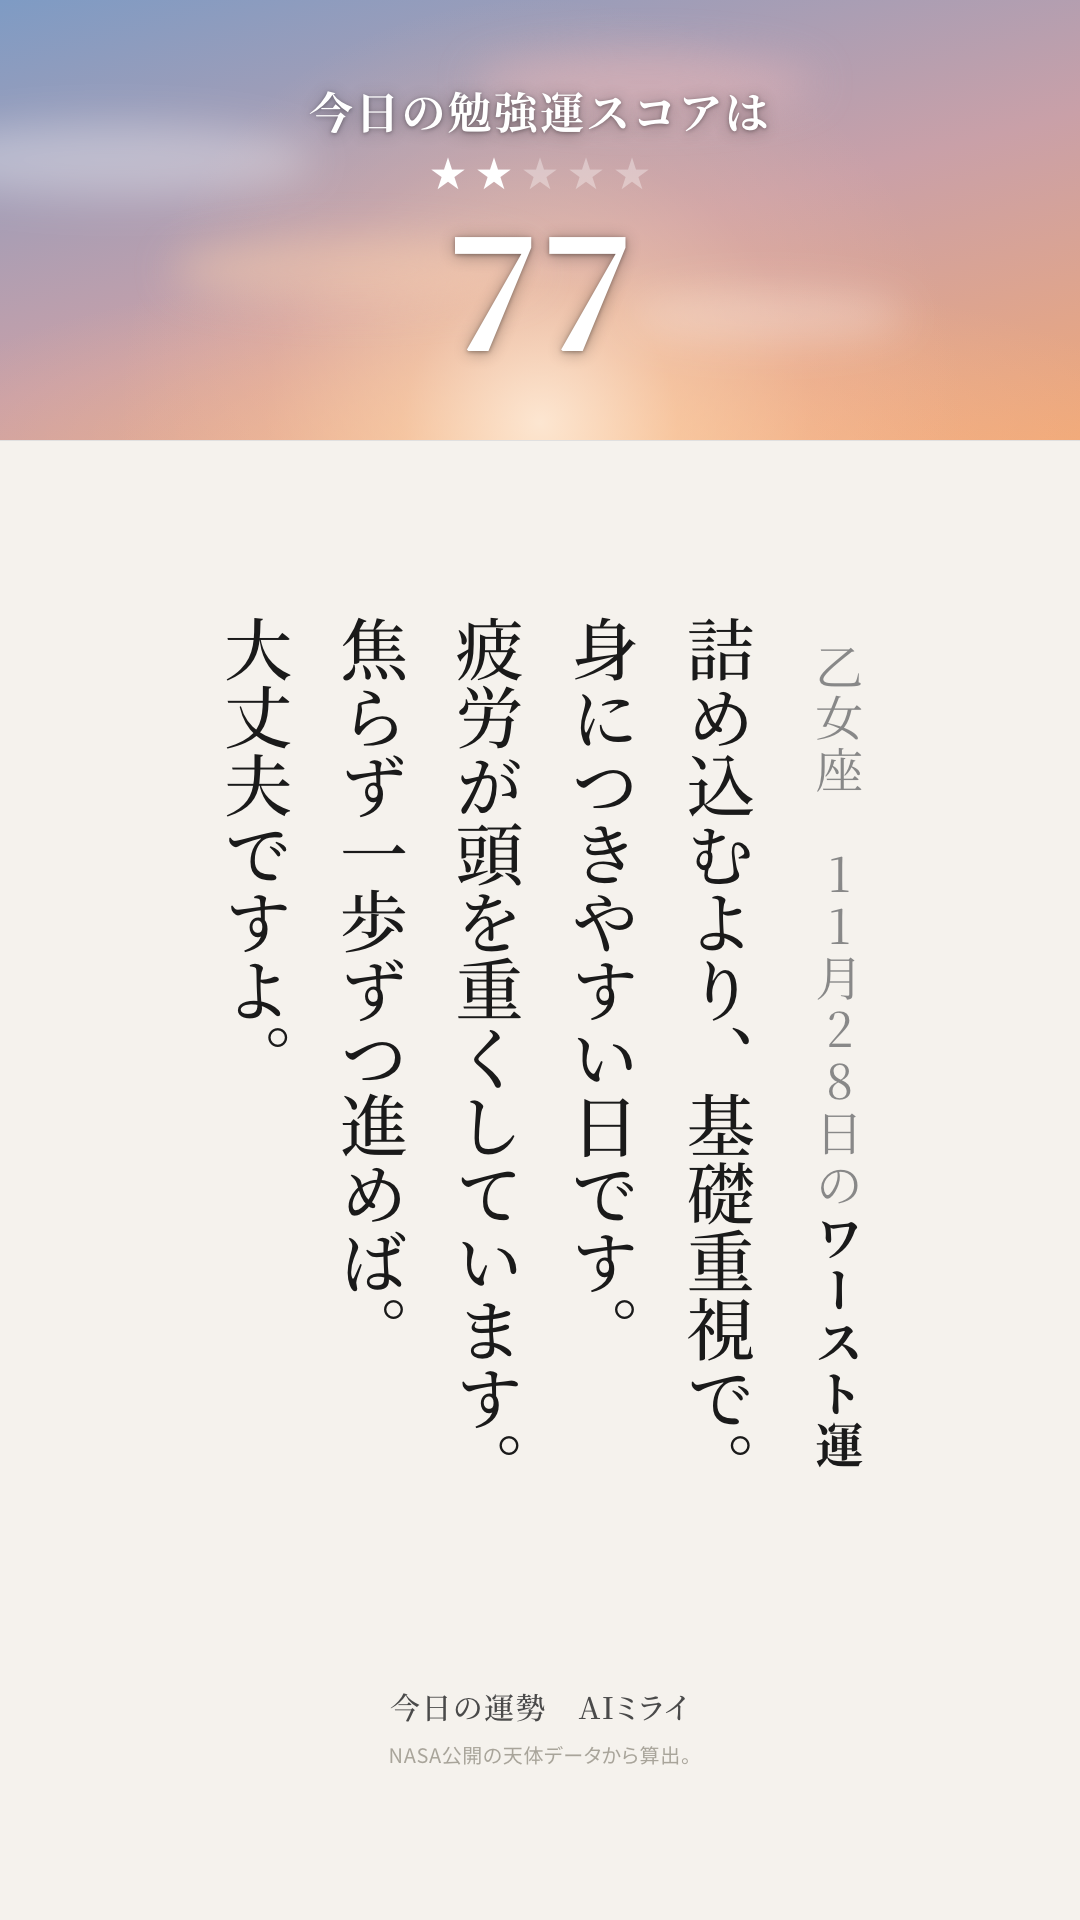 今日の勉強運スコアは
★★★★★
77
乙女座　11月28日のワースト運
詰め込むより、基礎重視で。
身につきやすい日です。
疲労が頭を重くしています。
焦らず一歩ずつ進めば。
大丈夫ですよ。
今日の運勢　AIミライ
NASA公開の天体データから算出。